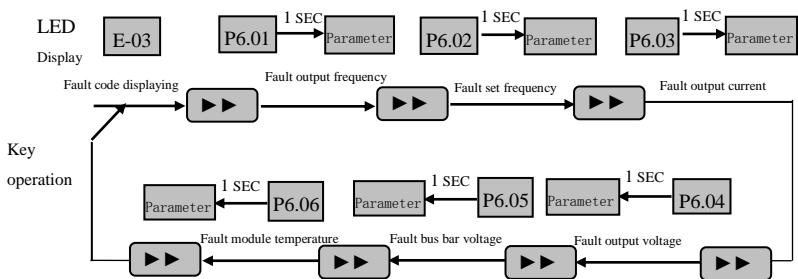 LED
Display
E-03
P6.01
1 SEC
Parameter
P6.02
1 SEC
Parameter
P6.03
1 SEC
Parameter
Fault code displaying
Fault output frequency
Fault set frequency
Fault output current
Key
operation
Parameter
1 SEC
P6.06
Parameter
1 SEC
P6.05
Parameter
1 SEC
P6.04
Fault module temperature
Fault bus bar voltage
Fault output voltage